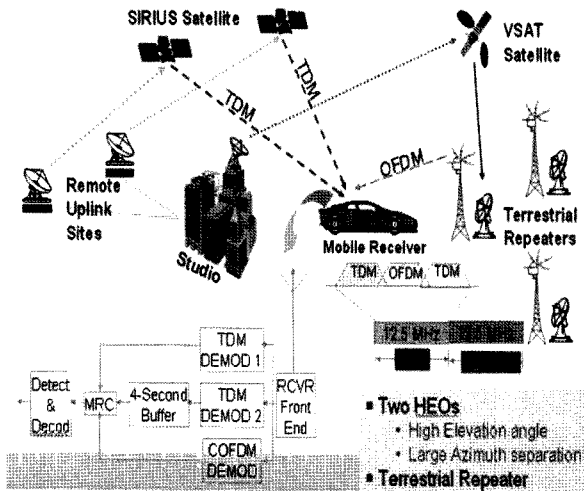 SIRIUS Satellite
VSAT
Satellite
TDM
TDM
OFDM
Remote
Uplink
Sites
Studio
Mobile Receiver
Terrestrial
Repeaters
TDM OFDM TDM
12.5 MHz
TDM
DEMOD 1
Detect
&
Decod
MRC
4-Second
Buffer
TDM
DEMOD 2
RCVR
Front
End
COFDM
DEMOD
▪ Two HEOs
• High Elevation angle
• Large Azimuth separation
▪ Terrestrial Repeater